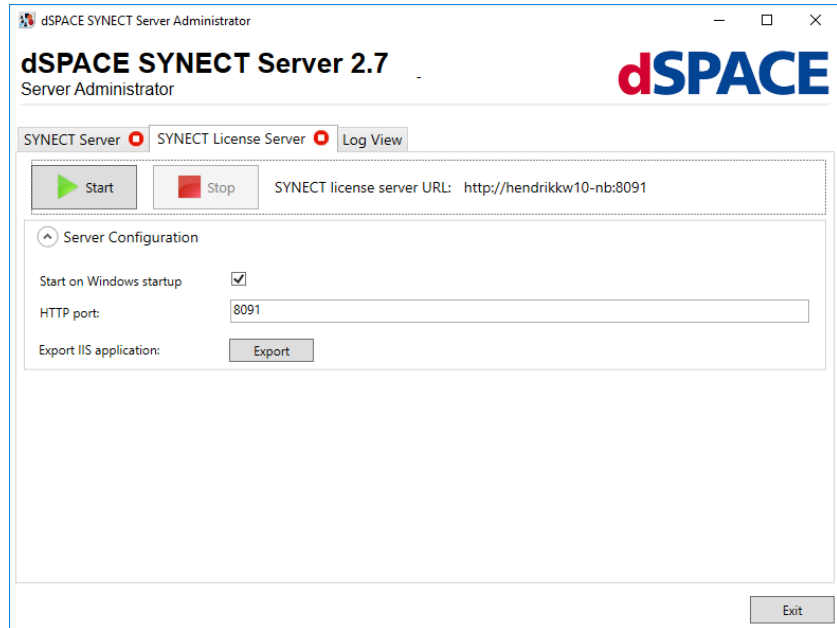 dSPACE SYNECT Server Administrator
dSPACE SYNECT Server 2.7 -
Server Administrator
dSPACE
SYNECT Server SYNECT License Server Log View
Start Stop SYNECT license server URL: http://hendrikkw10-nb:8091
Server Configuration
Start on Windows startup
HTTP port: 8091
Export IIS application: Export
Exit